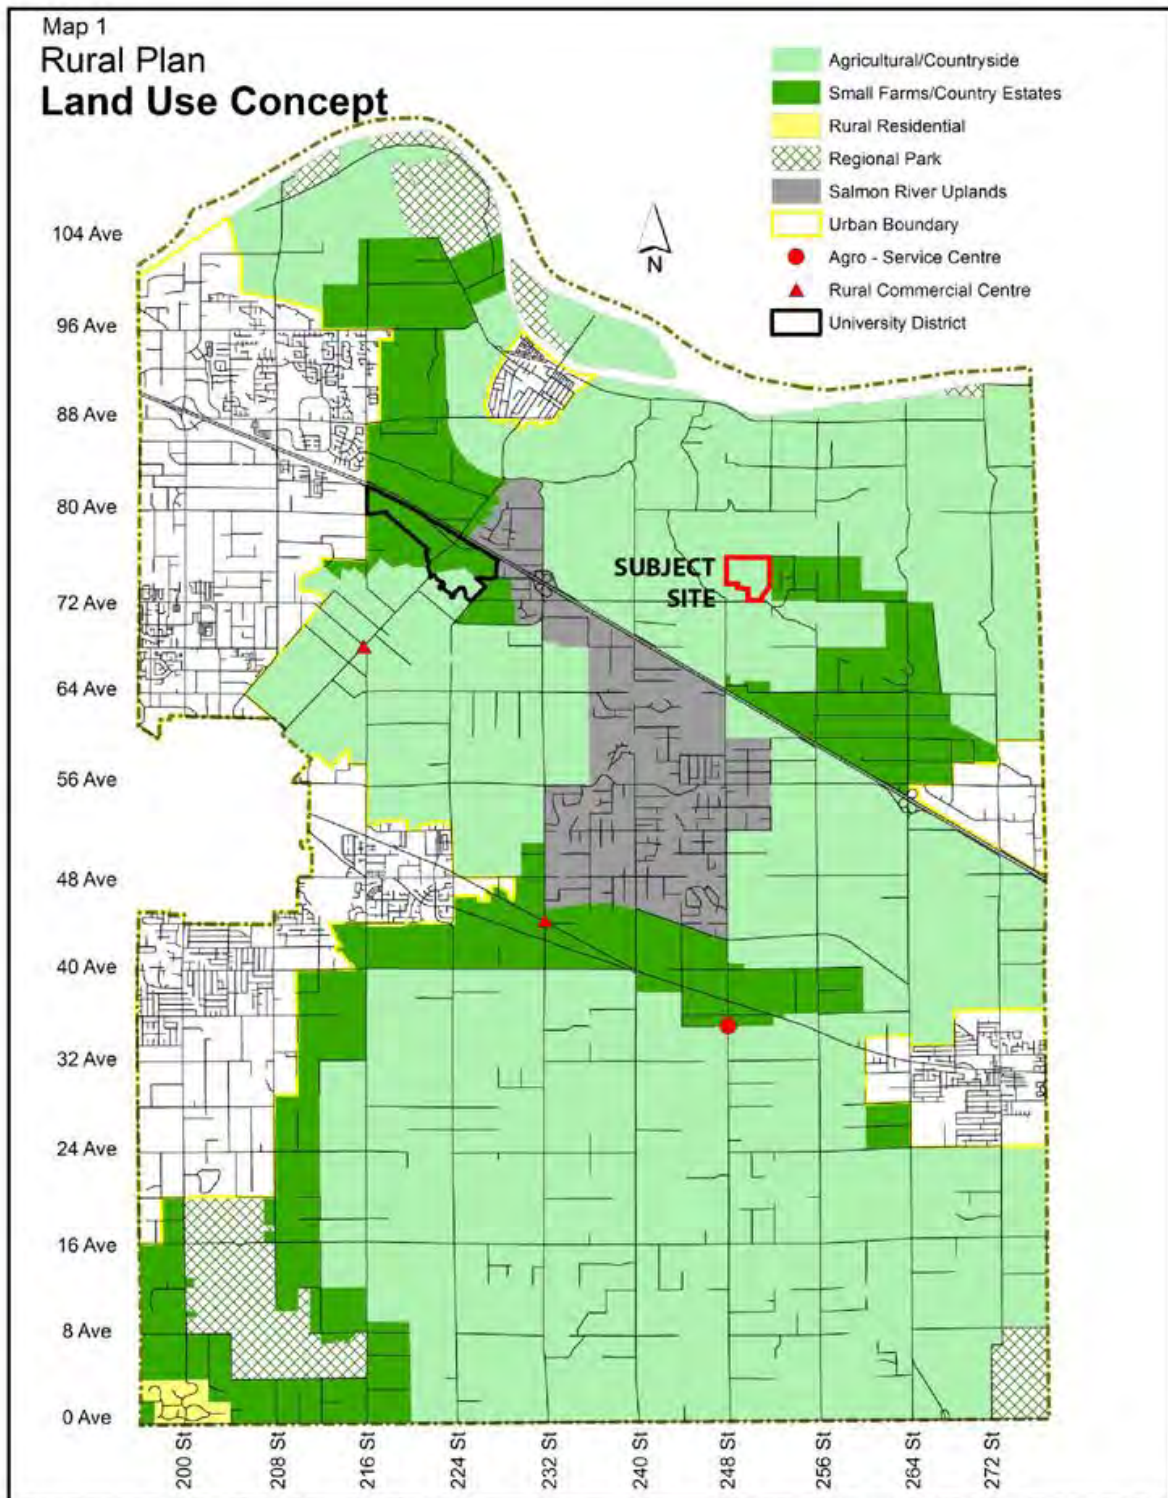 Map 1
Rural Plan
Land Use Concept
Agricultural/Countryside
Small Farms/Country Estates
Rural Residential
Regional Park
Salmon River Uplands
Urban Boundary
Agro - Service Centre
Rural Commercial Centre
University District
N
104 Ave
96 Ave
88 Ave
80 Ave
72 Ave
64 Ave
56 Ave
48 Ave
40 Ave
32 Ave
24 Ave
16 Ave
8 Ave
0 Ave
SUBJECT
SITE
200 St
208 St
216 St
224 St
232 St
240 St
248 St
256 St
264 St
272 St